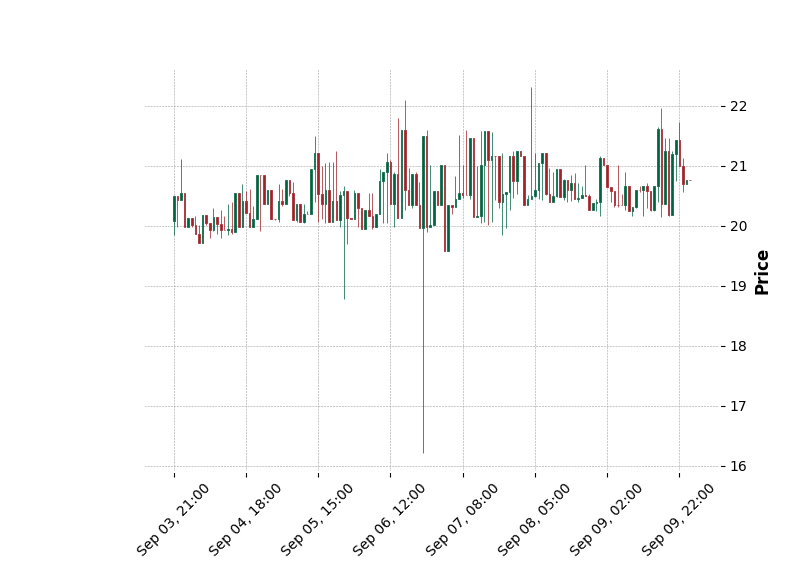 22
21
20
19
18
17
16
Price
Sep 03, 21:00
Sep 04, 18:00
Sep 05, 15:00
Sep 06, 12:00
Sep 07, 08:00
Sep 08, 05:00
Sep 09, 02:00
Sep 09, 22:00